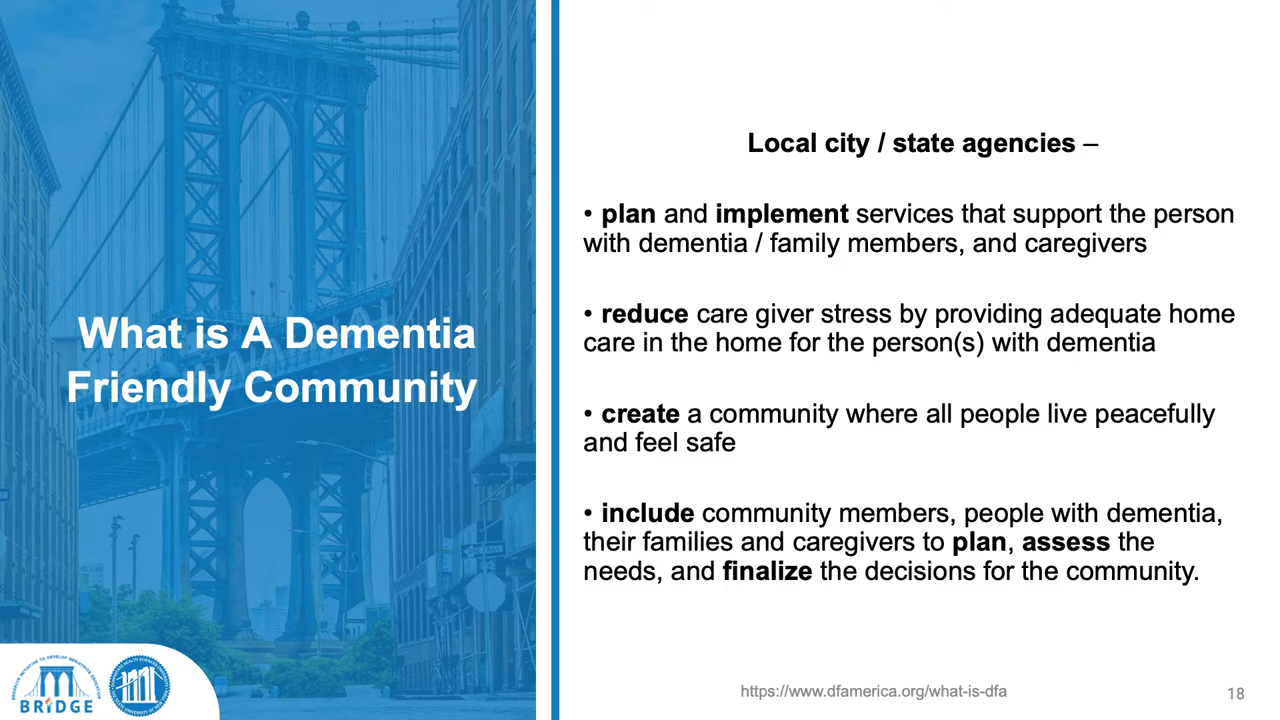 What is A Dementia
Friendly Community
Local city / state agencies –
• plan and implement services that support the person
with dementia / family members, and caregivers
• reduce care giver stress by providing adequate home
care in the home for the person(s) with dementia
• create a community where all people live peacefully
and feel safe
• include community members, people with dementia,
their families and caregivers to plan, assess the
needs, and finalize the decisions for the community.
BRiDGE
https://www.dfamerica.org/what-is-dfa
18